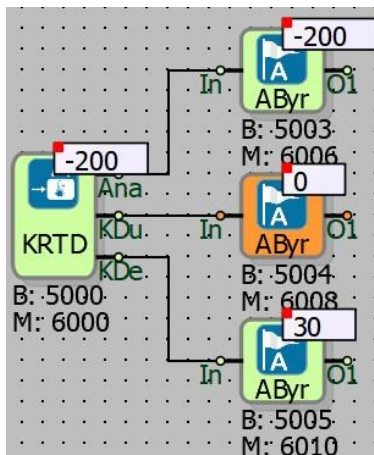 -200
In
A
O1
AByr
B: 5003
M: 6006
-200
Ana
KDu
KDe
KRTD
B: 5000
M: 6000
0
In
A
O1
AByr
B: 5004
M: 6008
30
In
A
O1
AByr
B: 5005
M: 6010